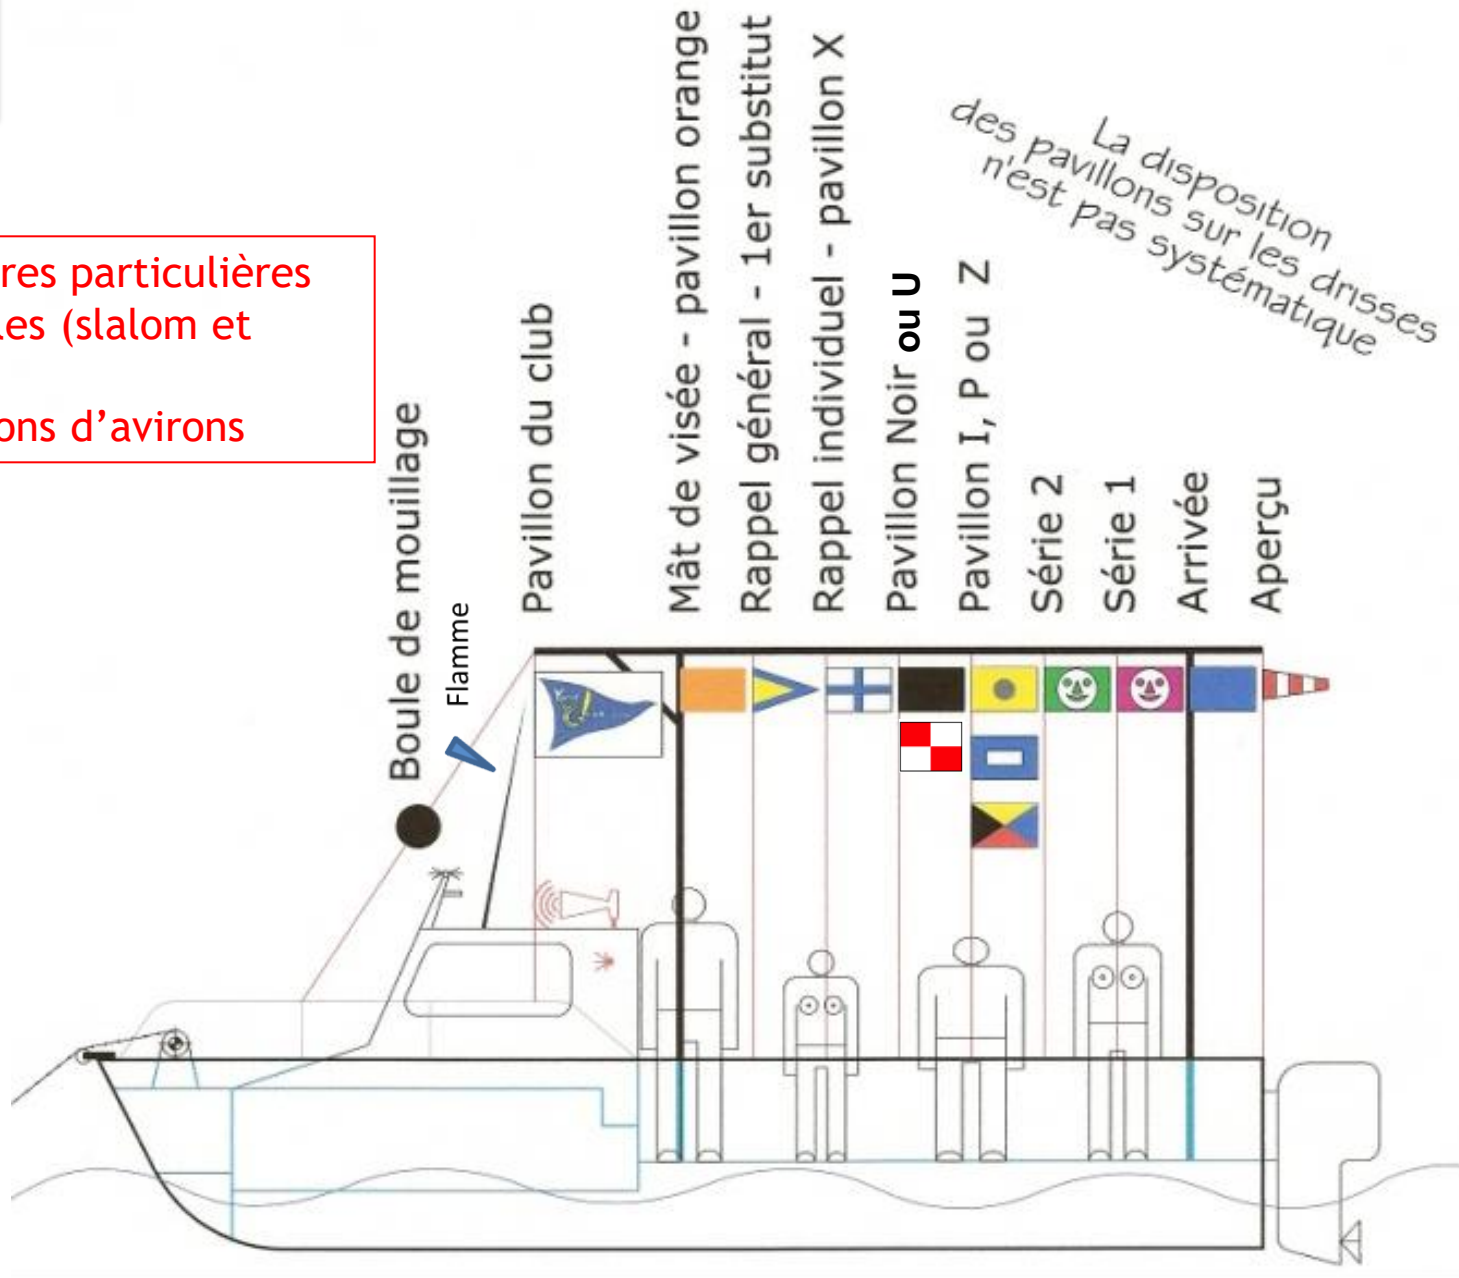 res particulières
les (slalom et
ons d’avirons
Boule de mouillage
Flamme
Pavillon du club
Mât de visée - pavillon orange
Rappel général - 1er substitut
Rappel individuel - pavillon X
Pavillon Noir ou U
Pavillon I, P ou Z
Série 2
Série 1
Arrivée
Aperçu
La disposition
des pavillons sur les drisses
n'est pas systématique